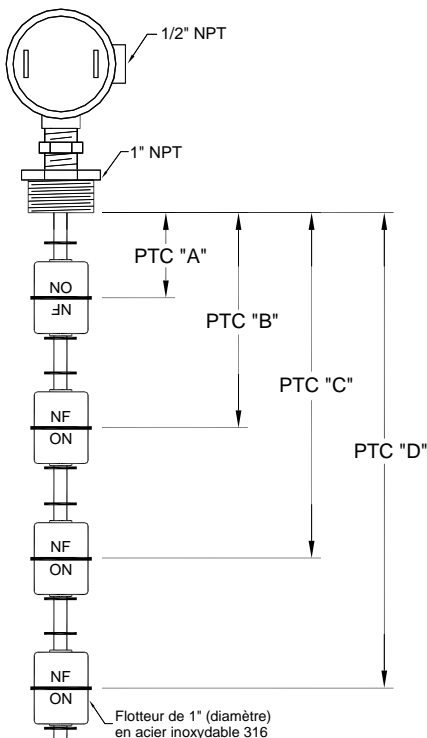 1/2" NPT
1" NPT
PTC "A"
ON
NF
PTC "B"
PTC "C"
NF
ON
PTC "D"
NF
ON
NF
ON
Flotteur de 1" (diamètre)
en acier inoxydable 316